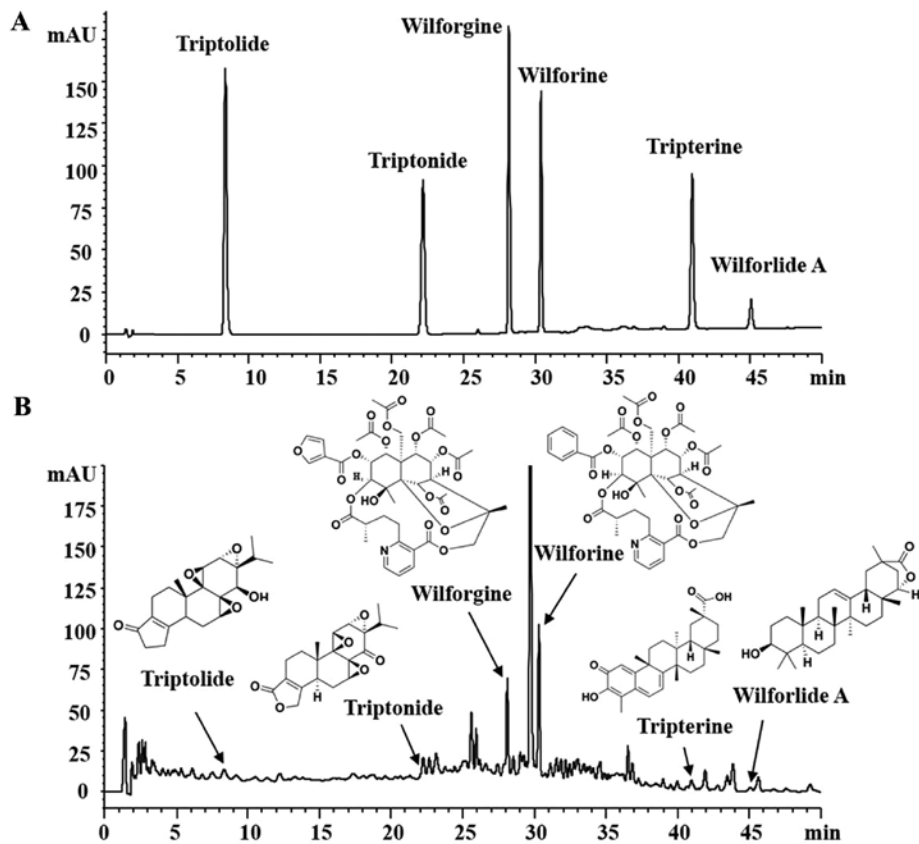 A
mAU
150
125
100
75
50
25
0
Triptolide
Triptonide
Wilforgine
Wilforine
Tripterine
Wilforlide A
0 5 10 15 20 25 30 35 40 45 min
B
mAU
175
150
125
100
75
50
25
0
Triptolide
Triptonide
Wilforgine
Wilforine
Tripterine
Wilforlide A
0 5 10 15 20 25 30 35 40 45 min